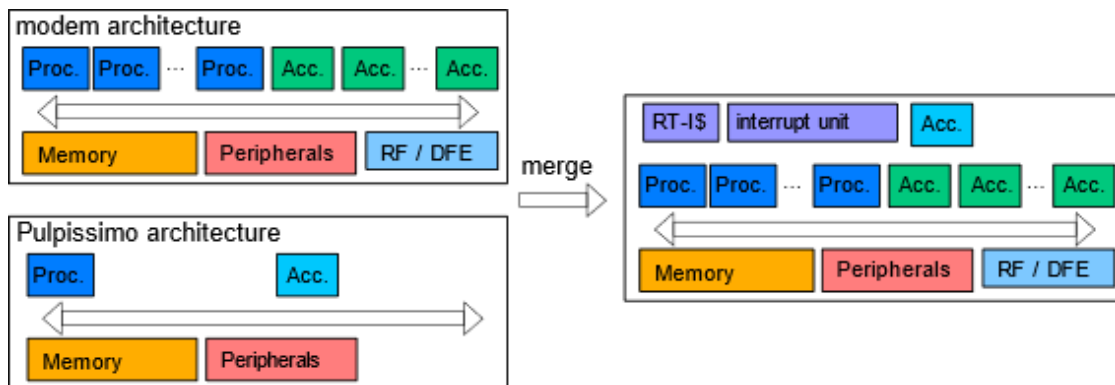 modem architecture
Proc. Proc. ... Proc. Acc. Acc. ... Acc.
Memory Peripherals RF / DFE
Pulpissimo architecture
Proc. Acc.
Memory Peripherals
merge
RT-I$ interrupt unit Acc.
Proc. Proc. ... Proc. Acc. Acc. ... Acc.
Memory Peripherals RF / DFE